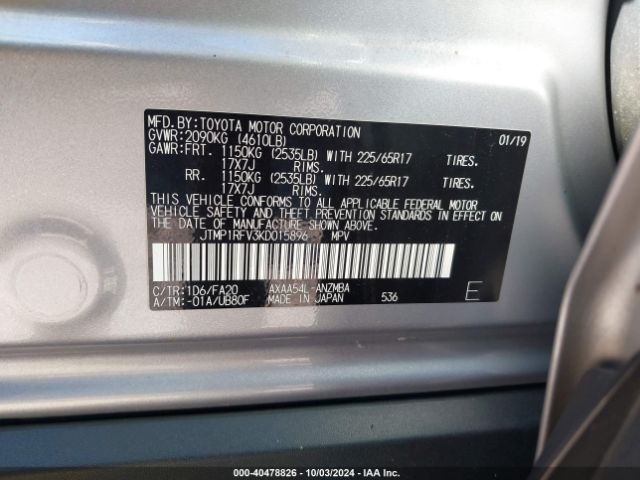 MFD. BY:TOYOTA MOTOR CORPORATION 01/19
GVWR:2090KG (4610LB)
GAWR:FRT. 1150KG (2535LB) WITH 225/65R17 TIRES.
17X7J RIMS.
RR. 1150KG (2535LB) WITH 225/65R17 TIRES.
17X7J RIMS.
THIS VEHICLE CONFORMS TO ALL APPLICABLE FEDERAL MOTOR
VEHICLE SAFETY AND THEFT PREVENTION STANDARDS IN EFFECT
ON THE DATE OF MANUFACTURE SHOWN ABOVE.
JTMP1RFV3KD015896 MPV
C/TR:1D6/FA20 AXAA54L-ANZMBA
A/TM:-01A/UB80F MADE IN JAPAN 536 E
000-40478826 - 10/03/2024 - IAA Inc.